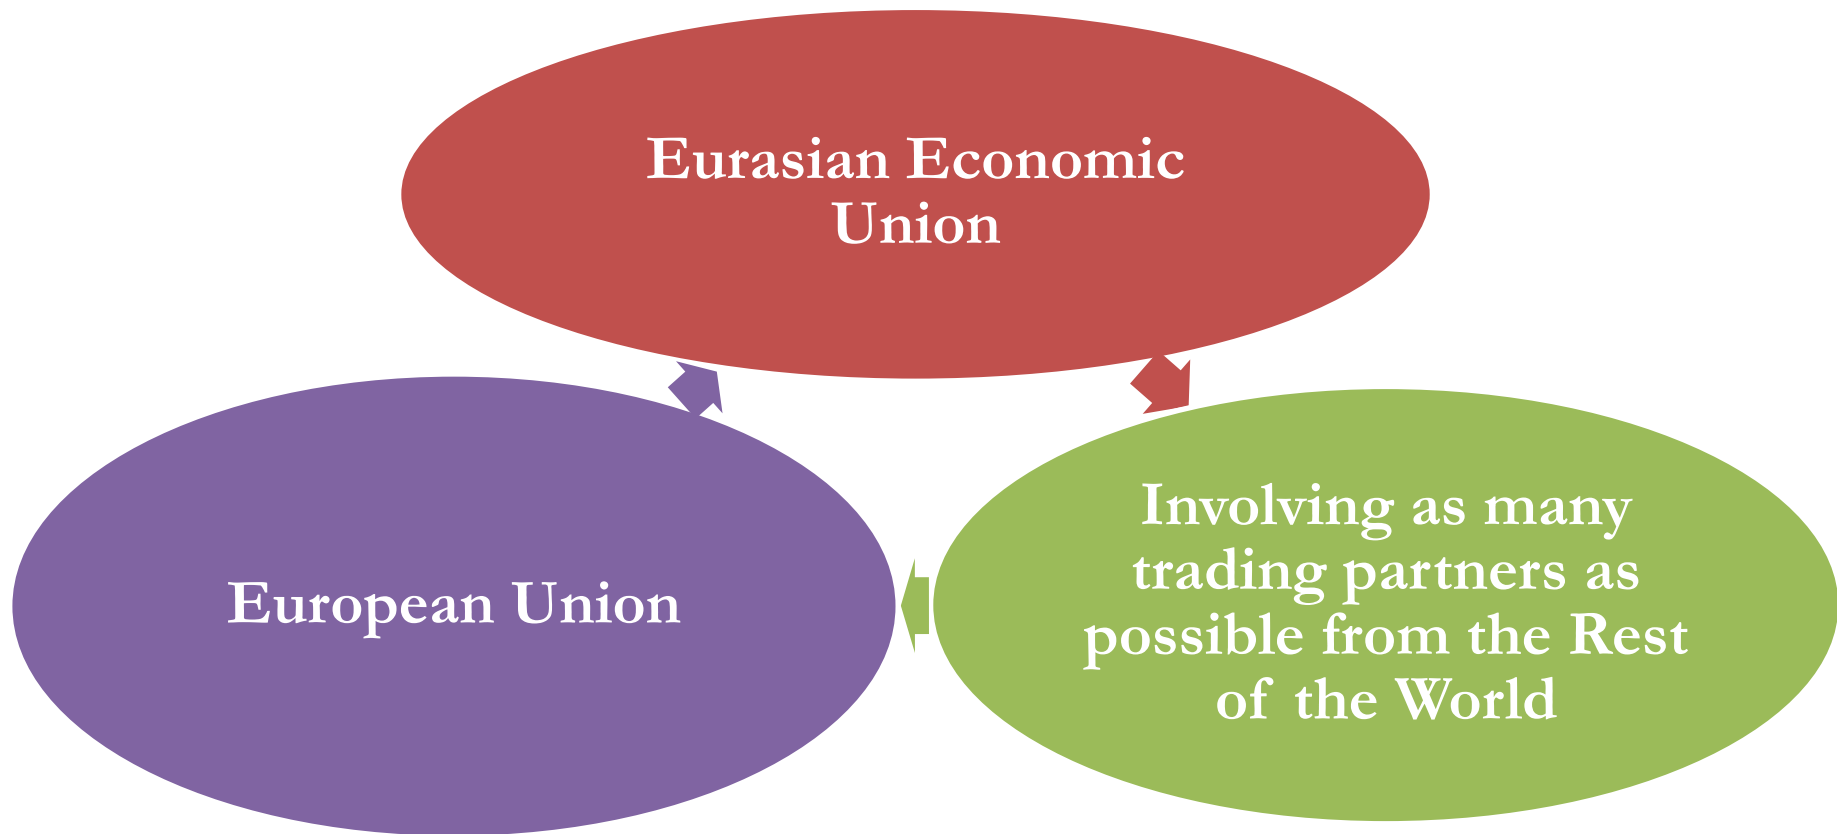 Eurasian Economic
Union
European Union
Involving as many
trading partners as
possible from the Rest
of the World